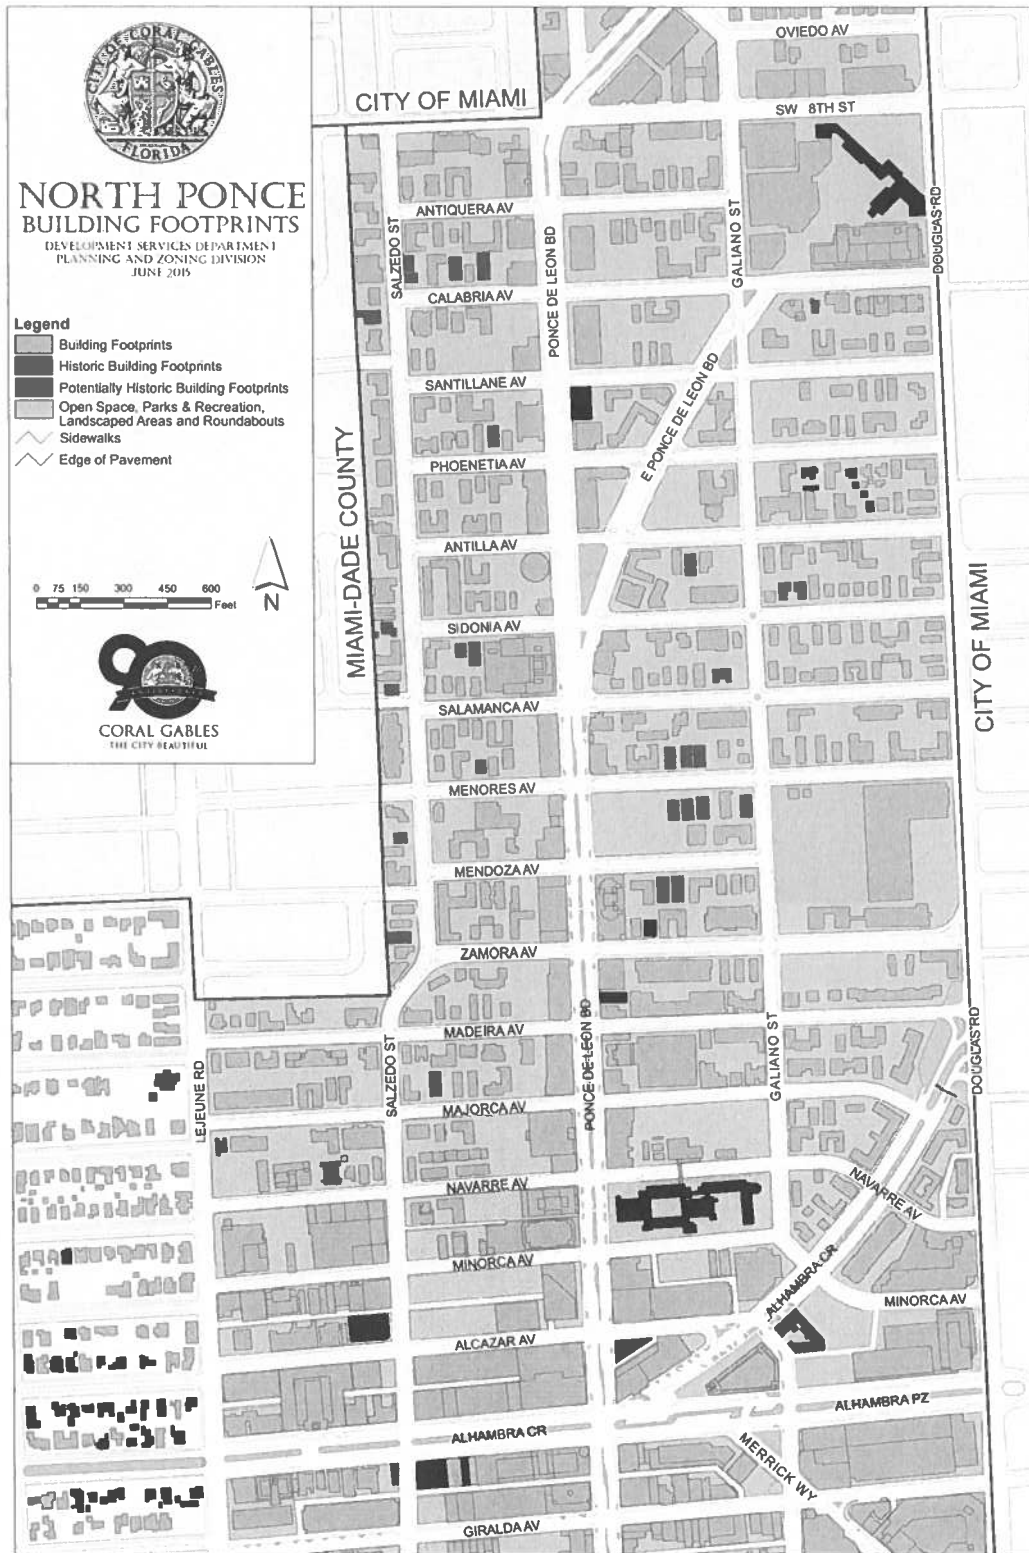 CITY OF CORAL GABLES
FLORIDA
NORTH PONCE
BUILDING FOOTPRINTS
DEVELOPMENT SERVICES DEPARTMENT
PLANNING AND ZONING DIVISION
JUNE 2015
Legend
Building Footprints
Historic Building Footprints
Potentially Historic Building Footprints
Open Space, Parks & Recreation,
Landscaped Areas and Roundabouts
Sidewalks
Edge of Pavement
0 75 150 300 450 600
Feet
N
CORAL GABLES
THE CITY BEAUTIFUL
CITY OF MIAMI
MIAMI-DADE COUNTY
CITY OF MIAMI
OVIEDO AV
SW 8TH ST
ANTIQUERA AV
CALABRIA AV
SANTILLANE AV
PHOENETIA AV
ANTILLA AV
SIDONIA AV
SALAMANCA AV
MENORES AV
MENDOZA AV
ZAMORA AV
MADEIRA AV
MAJORCA AV
NAVARRE AV
MINORCA AV
ALCAZAR AV
ALHAMBRA CR
GIRALDA AV
SALZEDO ST
PONCE DE LEON BD
GALIANO ST
DOUGLAS RD
E PONCE DE LEON BD
LEJEUNE RD
SALZEDO ST
PONCE DE LEON BD
GALIANO ST
DOUGLAS RD
NAVARRE AV
ALHAMBRA CR
MINORCA AV
ALHAMBRA PZ
MERRICK WY